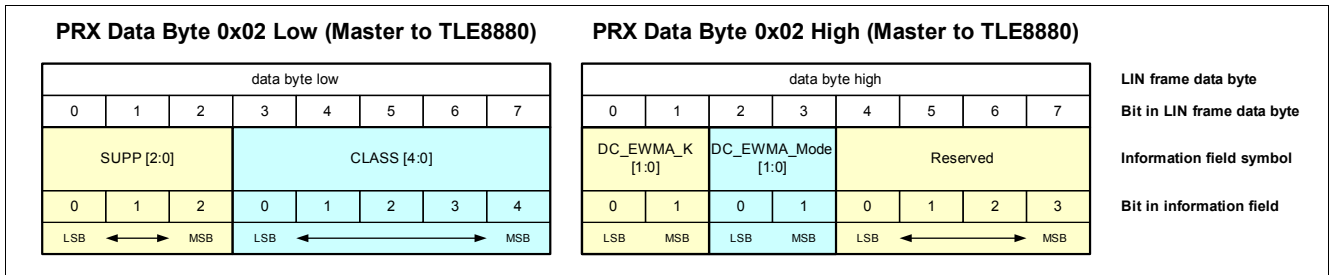 PRX Data Byte 0x02 Low (Master to TLE8880) PRX Data Byte 0x02 High (Master to TLE8880)
data byte low data byte high LIN frame data byte
0 1 2 3 4 5 6 7 0 1 2 3 4 5 6 7 Bit in LIN frame data byte
SUPP [2:0] CLASS [4:0] DC_EWMA_K [1:0] DC_EWMA_Mode [1:0] Reserved Information field symbol
0 1 2 0 1 2 3 4 0 1 0 1 0 1 2 3 Bit in information field
LSB MSB LSB MSB LSB MSB LSB MSB LSB MSB